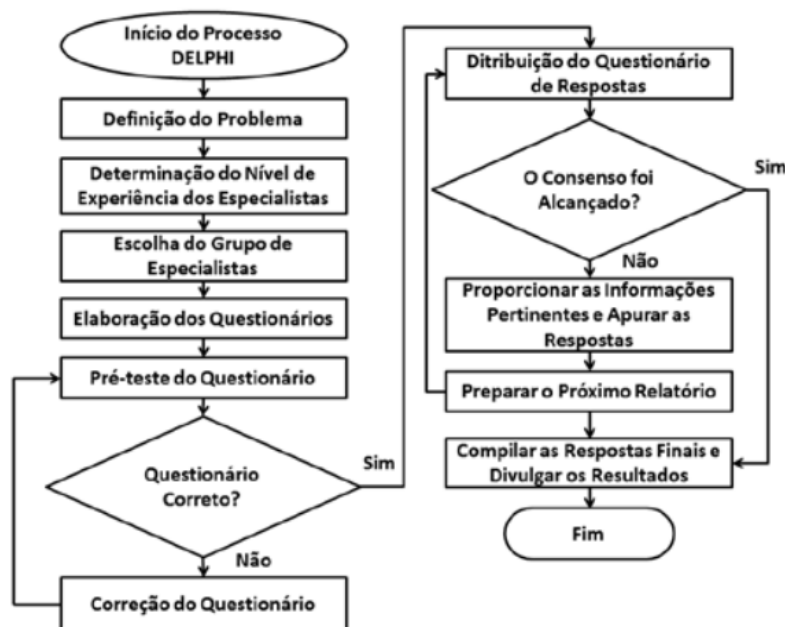 Início do Processo
DELPHI
Definição do Problema
Determinação do Nível de
Experiência dos Especialistas
Escolha do Grupo de
Especialistas
Elaboração dos Questionários
Pré-teste do Questionário
Questionário
Correto?
Sim
Não
Correção do Questionário
Ditribuição do Questionário
de Respostas
O Consenso foi
Alcançado?
Sim
Não
Proporcionar as Informações
Pertinentes e Apurar as
Respostas
Preparar o Próximo Relatório
Compilar as Respostas Finais e
Divulgar os Resultados
Fim